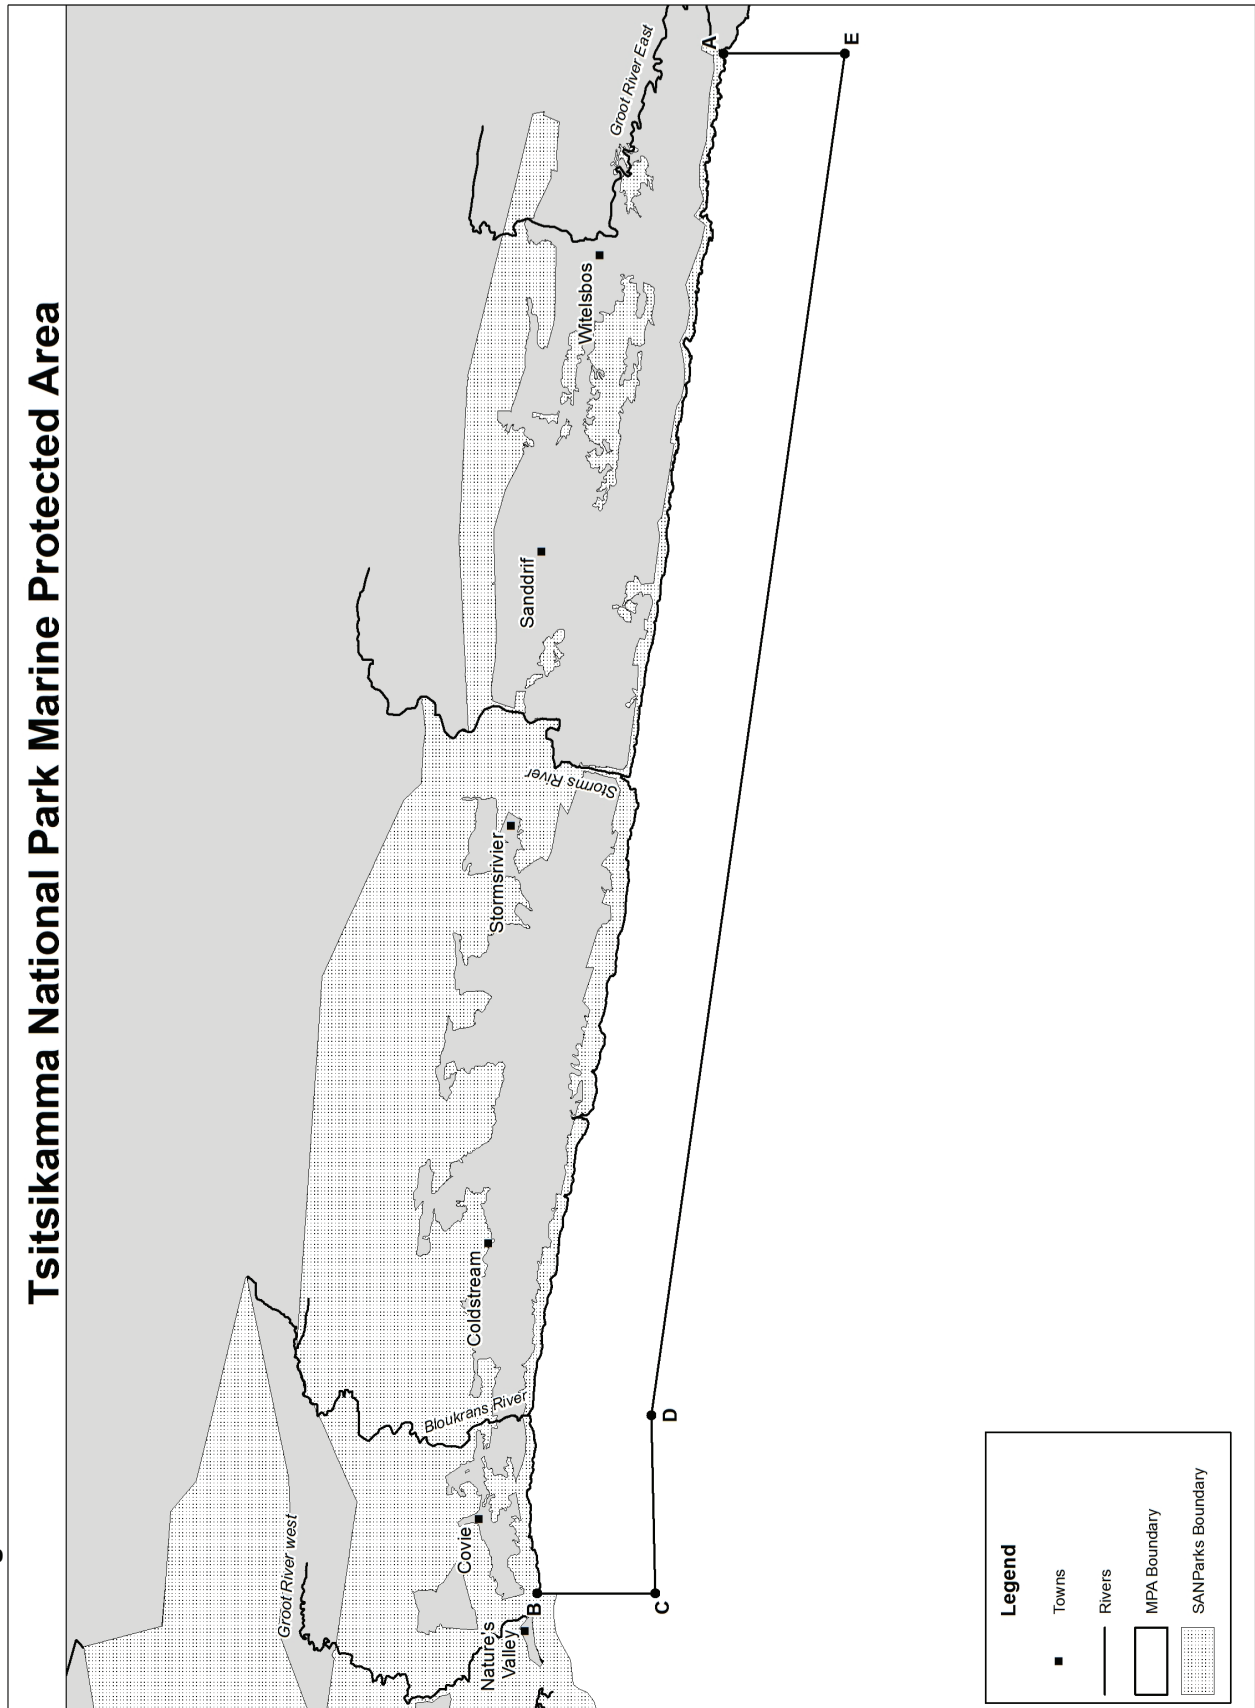 Tsitsikamma National Park Marine Protected Area
Groot River west
Nature's
Valley
Covie
Bloukrans River
Coldstream
Stormsrivier
Storms River
Sanddrif
Witelsbos
Groot River East
A
B
C
D
E
Legend
Towns
Rivers
MPA Boundary
SANParks Boundary